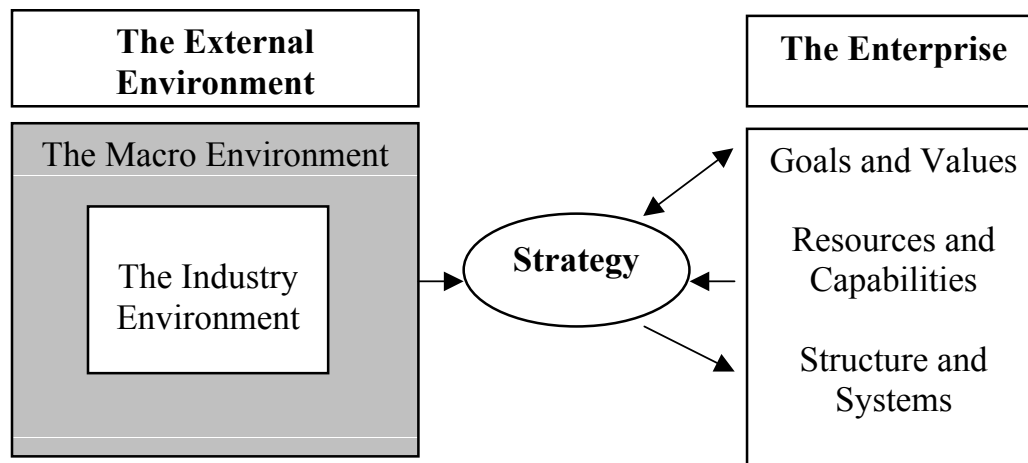 The External
Environment
The Enterprise
The Macro Environment
The Industry
Environment
Strategy
Goals and Values
Resources and
Capabilities
Structure and
Systems